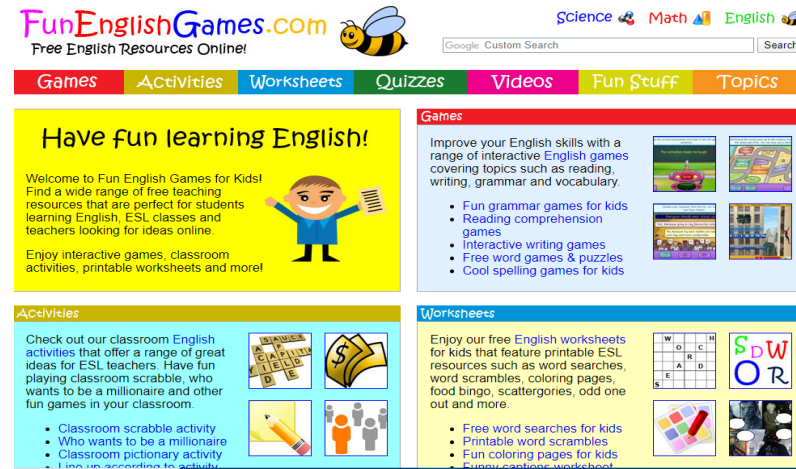 FunEnglishGames.com
Free English Resources Online!
Science
Math
English
Google Custom Search
Search
Games
Activities
Worksheets
Quizzes
Videos
Fun Stuff
Topics
Have fun learning English!
Welcome to Fun English Games for Kids!
Find a wide range of free teaching
resources that are perfect for students
learning English, ESL classes and
teachers looking for ideas online.
Enjoy interactive games, classroom
activities, printable worksheets and more!
Games
Improve your English skills with a
range of interactive English games
covering topics such as reading,
writing, grammar and vocabulary.
Fun grammar games for kids
Reading comprehension
games
Interactive writing games
Free word games & puzzles
Cool spelling games for kids
Activities
Check out our classroom English
activities that offer a range of great
ideas for ESL teachers. Have fun
playing classroom scrabble, who
wants to be a millionaire and other
fun games in your classroom.
Classroom scrabble activity
Who wants to be a millionaire
Classroom pictionary activity
Line up according to activity
Worksheets
Enjoy our free English worksheets
for kids that feature printable ESL
resources such as word searches,
word scrambles, coloring pages,
food bingo, scattergories, odd one
out and more.
Free word searches for kids
Printable word scrambles
Fun coloring pages for kids
Funny captions worksheet